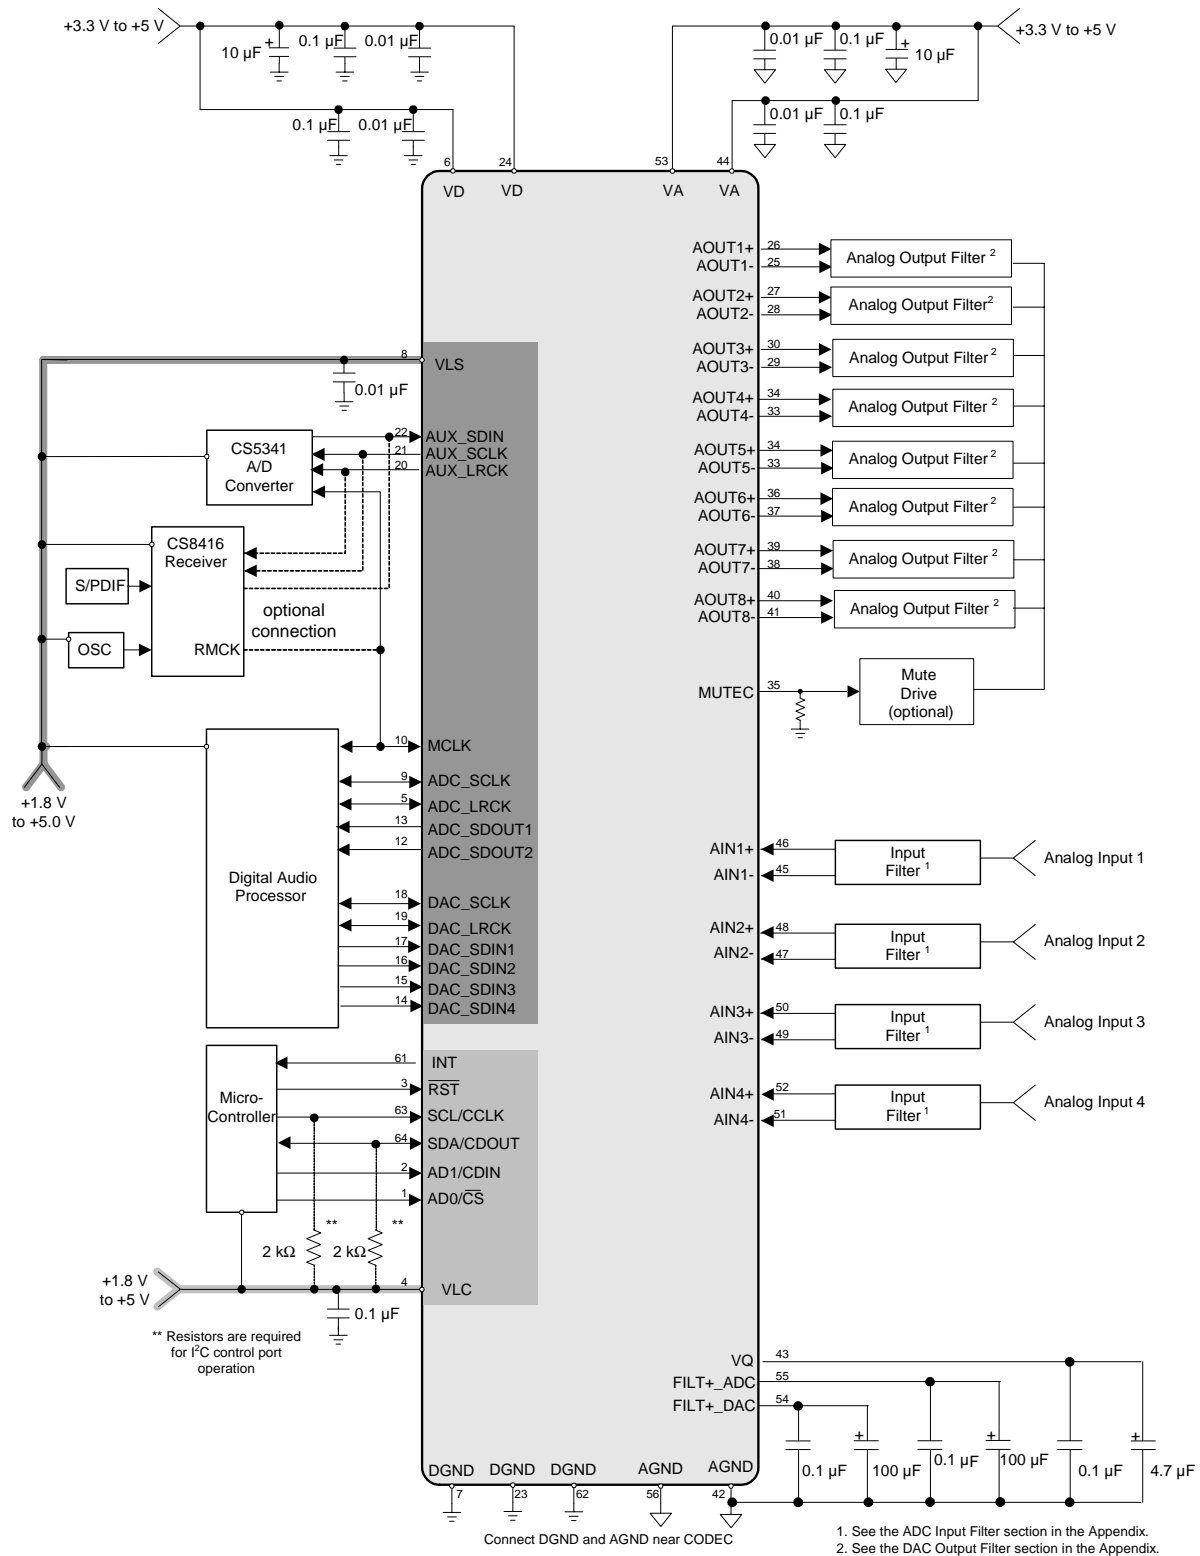 +3.3 V to +5 V
10 µF
+
0.1 µF
0.01 µF
0.1 µF
0.01 µF
0.01 µF
0.1 µF
+
10 µF
+3.3 V to +5 V
0.01 µF
0.1 µF
6
24
53
44
VD
VD
VA
VA
8
VLS
0.01 µF
CS5341
A/D
Converter
22
AUX_SDIN
21
AUX_SCLK
20
AUX_LRCK
CS8416
Receiver
S/PDIF
OSC
RMCK
optional
connection
10
MCLK
+1.8 V
to +5.0 V
Digital Audio
Processor
9
ADC_SCLK
5
ADC_LRCK
13
ADC_SDOUT1
12
ADC_SDOUT2
18
DAC_SCLK
19
DAC_LRCK
17
DAC_SDIN1
16
DAC_SDIN2
15
DAC_SDIN3
14
DAC_SDIN4
Micro-
Controller
61
INT
3
RST
63
SCL/CCLK
64
SDA/CDOUT
2
AD1/CDIN
1
AD0/CS
**
**
2 kΩ
2 kΩ
+1.8 V
to +5 V
4
VLC
0.1 µF
** Resistors are required
for I2C control port
operation
AOUT1+
26
AOUT1-
25
Analog Output Filter 2
AOUT2+
27
AOUT2-
28
Analog Output Filter2
AOUT3+
30
AOUT3-
29
Analog Output Filter 2
AOUT4+
34
AOUT4-
33
Analog Output Filter 2
AOUT5+
34
AOUT5-
33
Analog Output Filter 2
AOUT6+
36
AOUT6-
37
Analog Output Filter 2
AOUT7+
39
AOUT7-
38
Analog Output Filter 2
AOUT8+
40
AOUT8-
41
Analog Output Filter 2
MUTEC
35
Mute
Drive
(optional)
AIN1+
46
AIN1-
45
Input
Filter 1
Analog Input 1
AIN2+
48
AIN2-
47
Input
Filter 1
Analog Input 2
AIN3+
50
AIN3-
49
Input
Filter 1
Analog Input 3
AIN4+
52
AIN4-
51
Input
Filter 1
Analog Input 4
VQ
43
FILT+_ADC
55
FILT+_DAC
54
0.1 µF
+
100 µF
0.1 µF
+
100 µF
0.1 µF
+
4.7 µF
DGND
DGND
DGND
AGND
AGND
7
23
62
56
42
Connect DGND and AGND near CODEC
1. See the ADC Input Filter section in the Appendix.
2. See the DAC Output Filter section in the Appendix.